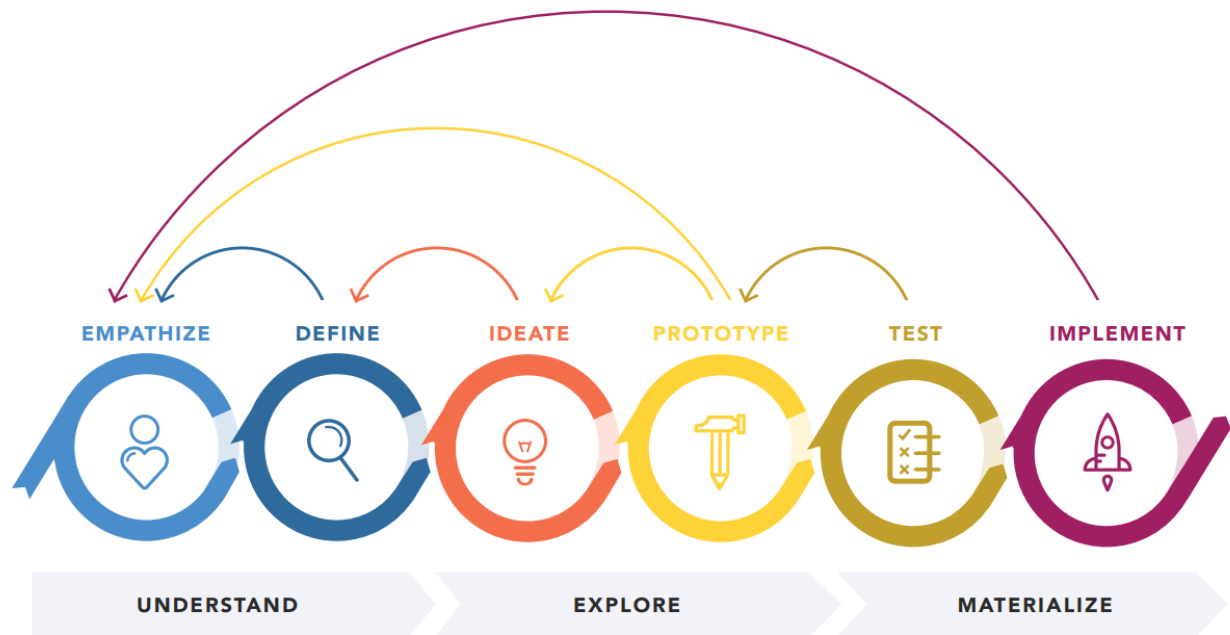 EMPATHIZE
DEFINE
IDEATE
PROTOTYPE
TEST
IMPLEMENT
UNDERSTAND
EXPLORE
MATERIALIZE